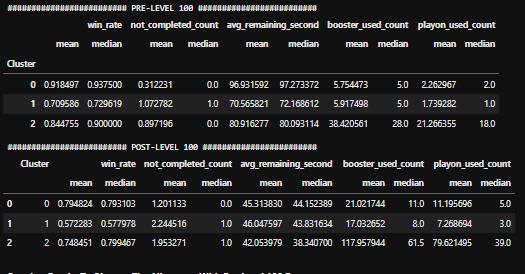 ######################### PRE-LEVEL 100 #########################
win_rate not_completed_count avg_remaining_second booster_used_count playon_used_count
mean median mean median mean median mean median mean median
Cluster
0 0.918497 0.937500 0.312231 0.0 96.931592 97.273372 5.754473 5.0 2.262967 2.0
1 0.709586 0.729619 1.072782 1.0 70.565821 72.168612 5.917498 5.0 1.739282 1.0
2 0.844755 0.900000 0.897196 0.0 80.916277 80.093114 38.420561 28.0 21.266355 18.0
######################### POST-LEVEL 100 #########################
Cluster win_rate not_completed_count avg_remaining_second booster_used_count playon_used_count
mean median mean median mean median mean median mean median
0 0 0.794824 0.793103 1.201133 0.0 45.313830 44.152389 21.021744 11.0 11.195696 5.0
1 1 0.572283 0.577978 2.244516 1.0 46.047597 43.831634 17.032652 8.0 7.268694 3.0
2 2 0.748451 0.799467 1.953271 1.0 42.053979 38.340700 117.957944 61.5 79.621495 39.0